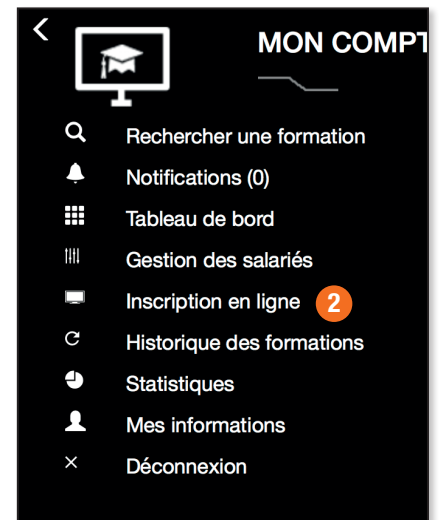 MON COMPT
Rechercher une formation
Notifications (0)
Tableau de bord
Gestion des salariés
Inscription en ligne 2
Historique des formations
Statistiques
Mes informations
Déconnexion